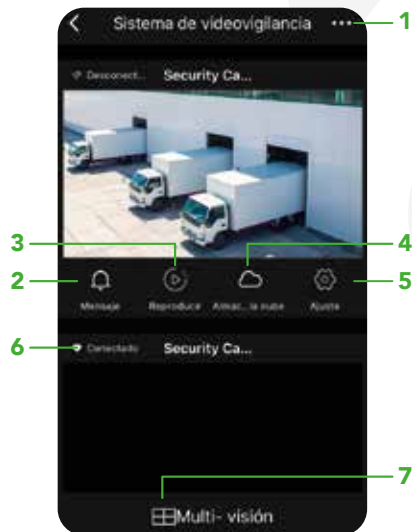 Sistema de videovigilancia ••• 1
Desconect... Security Ca...
3
4
2
5
Mensaje Reproduce Almac... la nube Ajuste
6 Conectado Security Ca...
7
Multi- visión